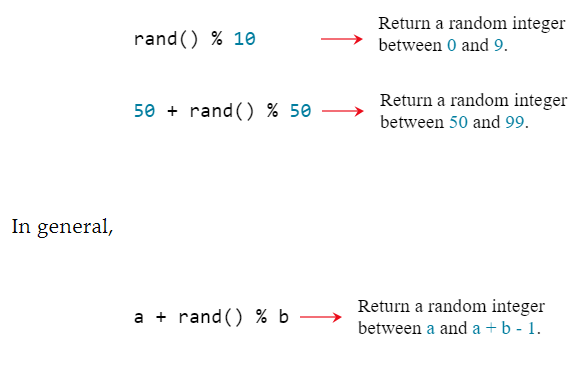 rand() % 10
Return a random integer
between 0 and 9.
50 + rand() % 50
Return a random integer
between 50 and 99.
In general,
a + rand() % b
Return a random integer
between a and a + b - 1.